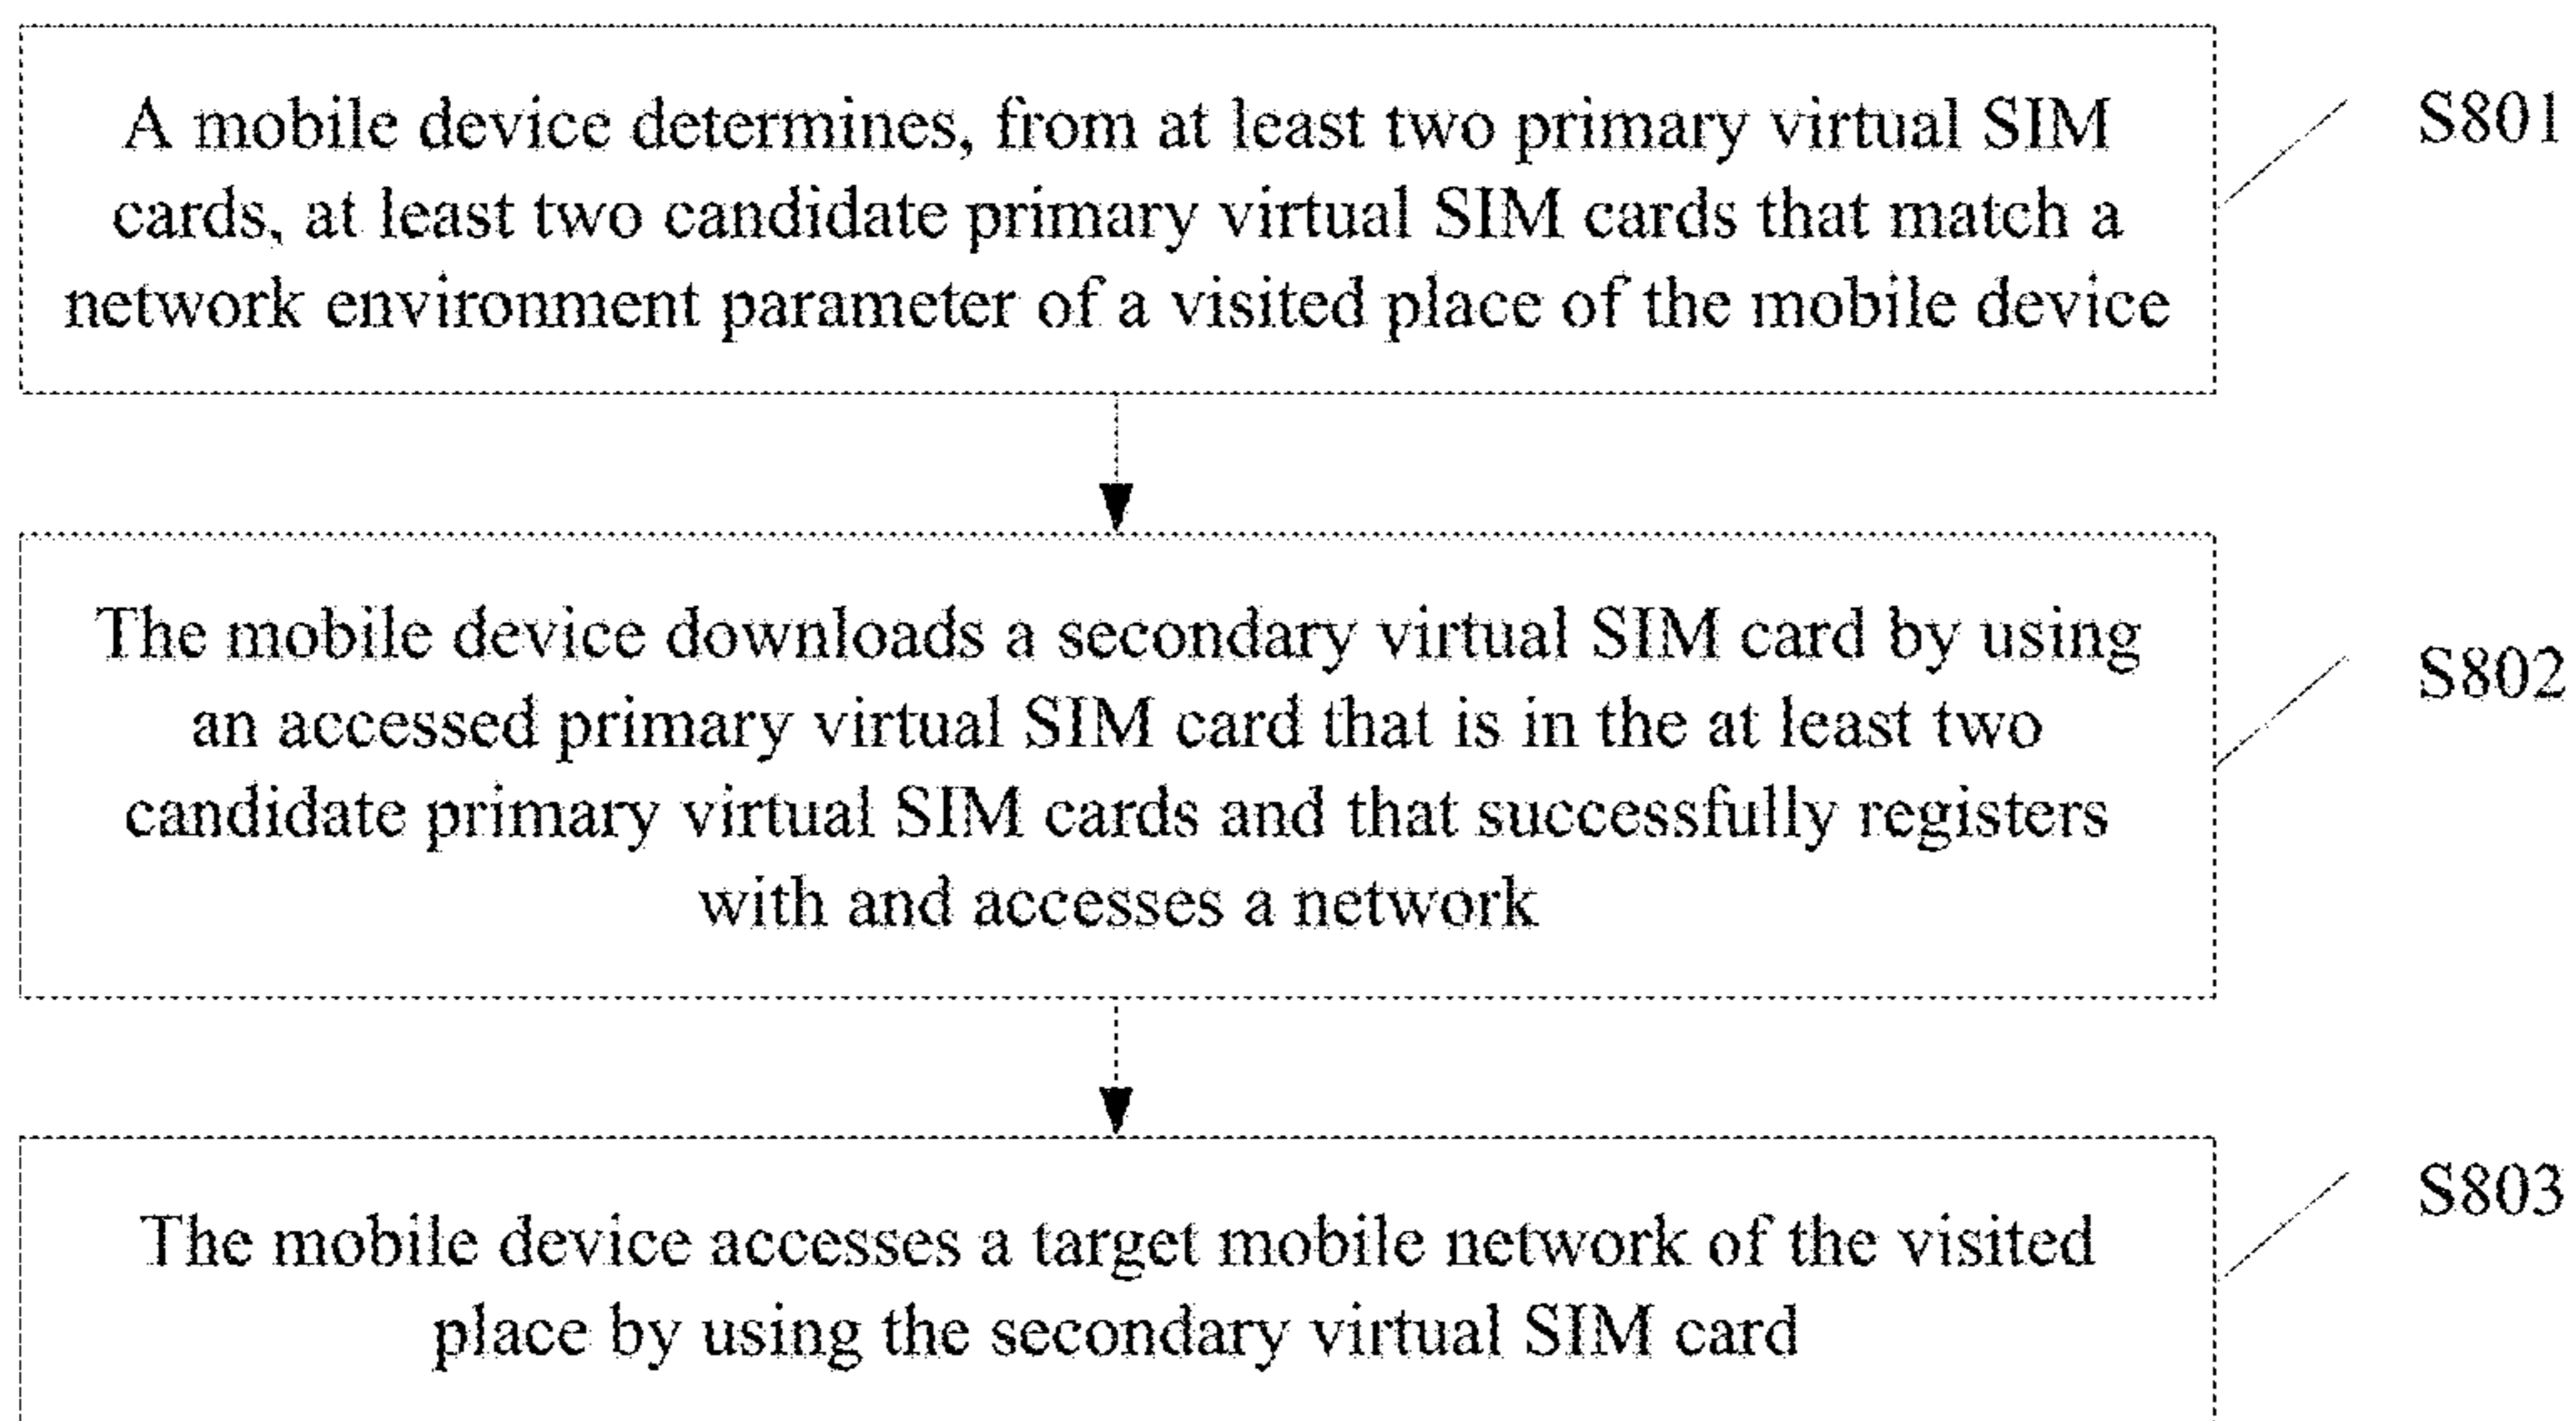 A mobile device determines, from at least two primary virtual SIM
cards, at least two candidate primary virtual SIM cards that match a
network environment parameter of a visited place of the mobile device
S801
The mobile device downloads a secondary virtual SIM card by using
an accessed primary virtual SIM card that is in the at least two
candidate primary virtual SIM cards and that successfully registers
with and accesses a network
S802
The mobile device accesses a target mobile network of the visited
place by using the secondary virtual SIM card
S803